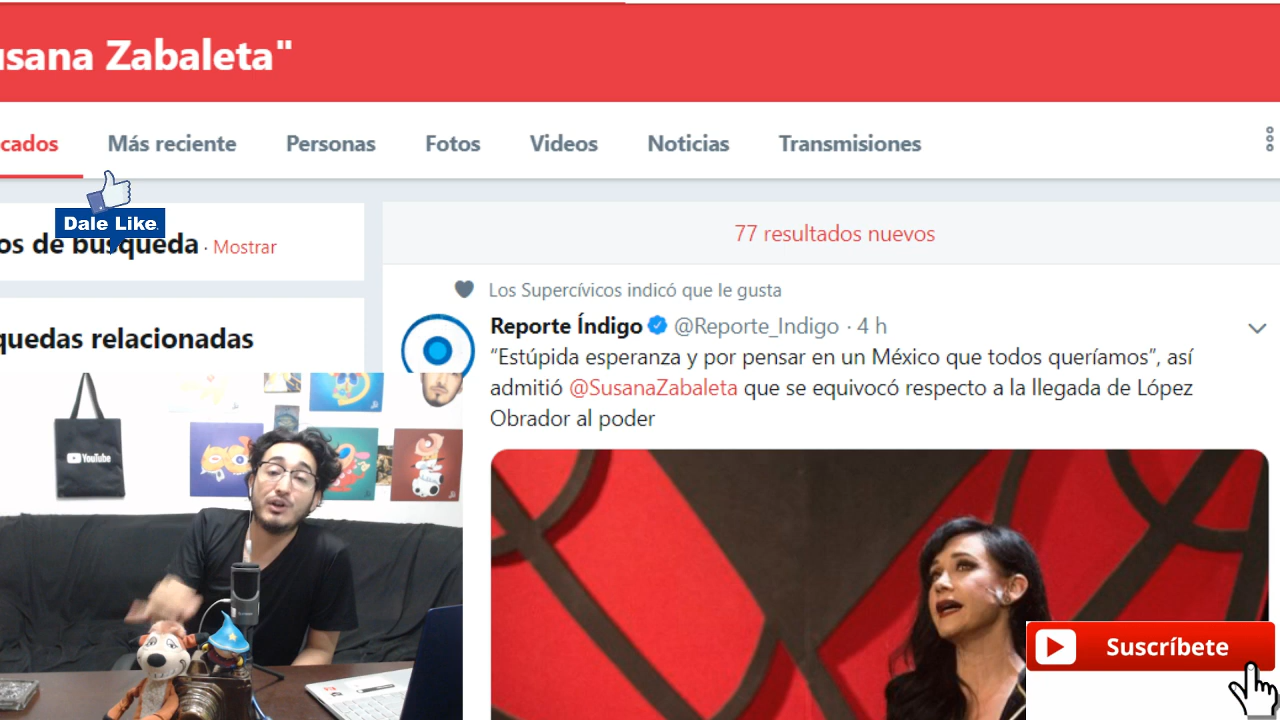 usana Zabaleta"
cados Más reciente Personas Fotos Videos Noticias Transmisiones
Dale Like
os de búsqueda · Mostrar
77 resultados nuevos
Los Supercívicos indicó que le gusta
quedas relacionadas
Reporte Índigo @Reporte_Indigo · 4 h
“Estúpida esperanza y por pensar en un México que todos queríamos”, así
admitió @SusanaZabaleta que se equivocó respecto a la llegada de López
Obrador al poder
YouTube
Suscríbete